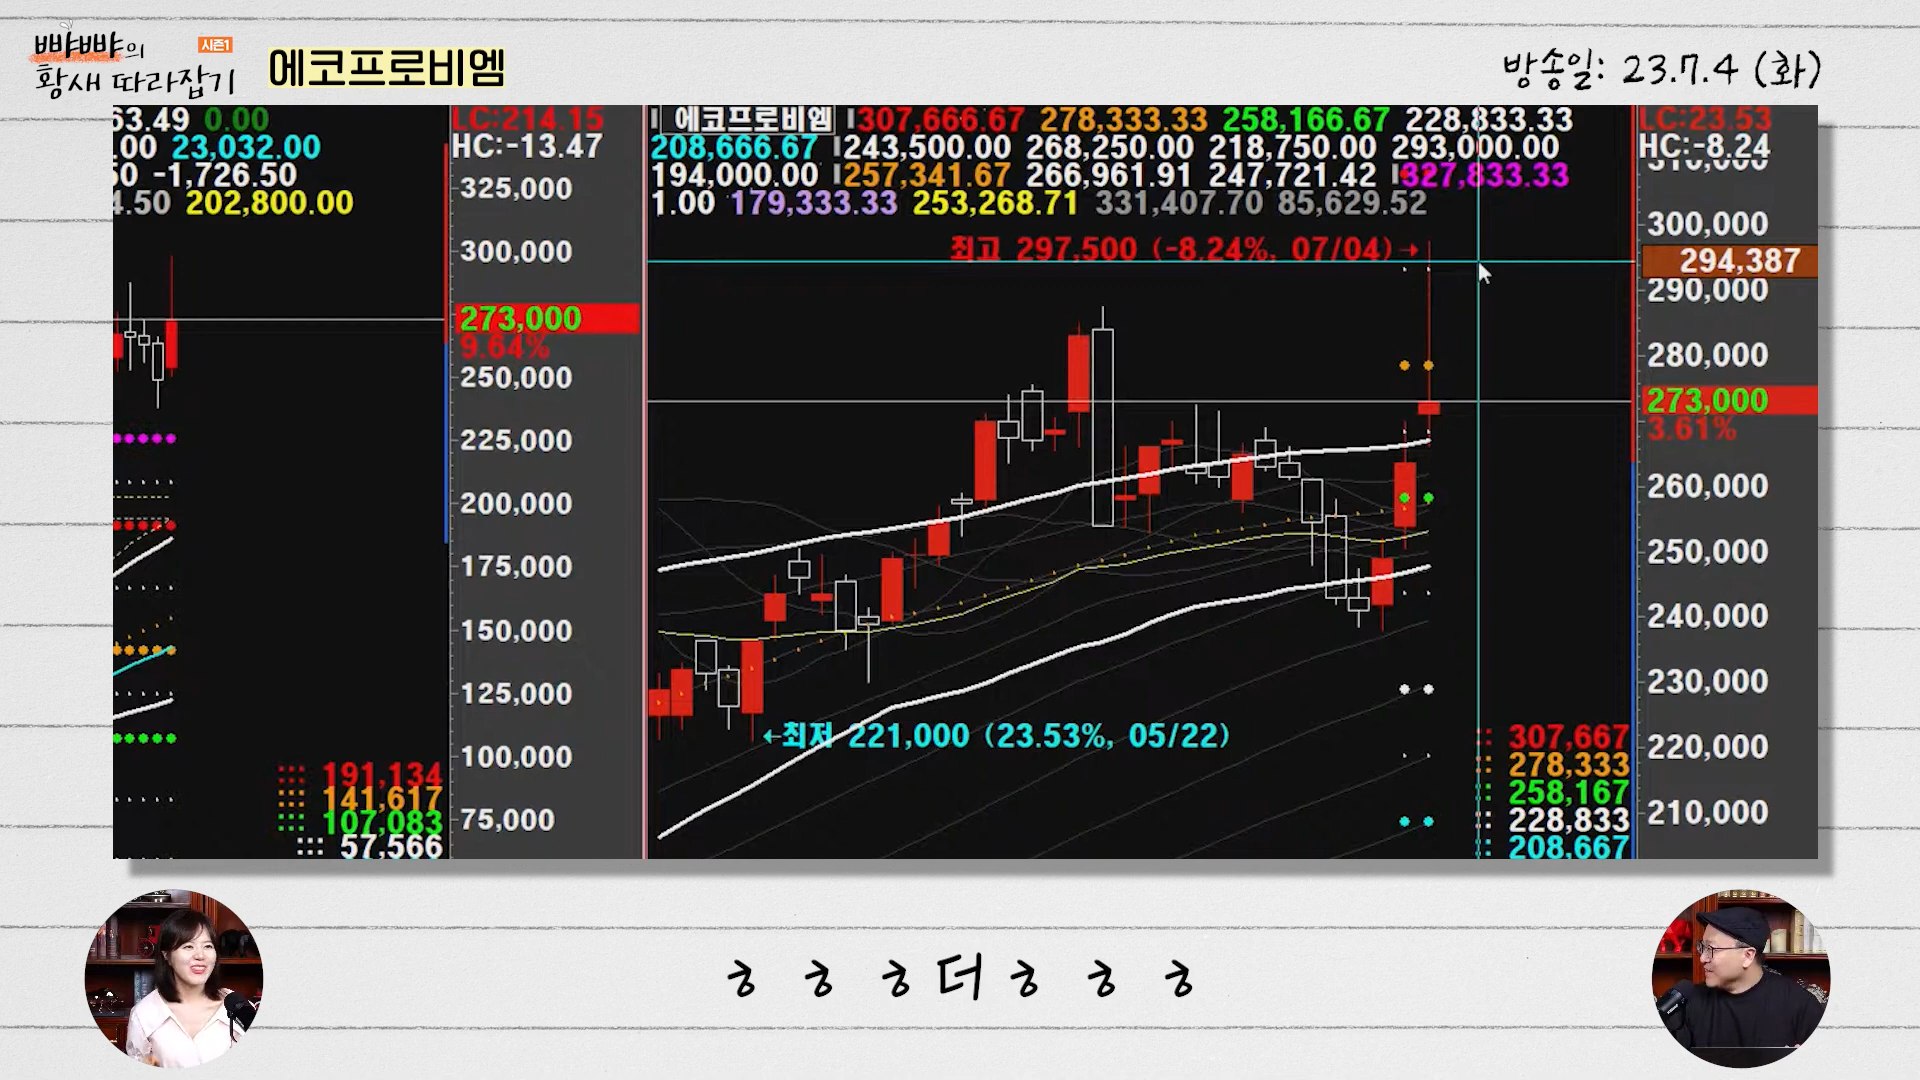 빠빠의 시즌1
황새 따라잡기
에코프로비엠
방송일: 23.7.4 (화)
63.49 0.00
.00 23,032.00
50 -1,726.50
4.50 202,800.00
LC:214.15
HC:-13.47
325,000
300,000
273,000
9.64%
250,000
225,000
200,000
175,000
150,000
125,000
100,000
75,000
191,134
141,617
107,083
57,566
에코프로비엠 307,666.67 278,333.33 258,166.67 228,833.33
208,666.67 243,500.00 268,250.00 218,750.00 293,000.00
194,000.00 257,341.67 266,961.91 247,721.42 327,833.33
1.00 179,333.33 253,268.71 331,407.70 85,629.52
최고 297,500 (-8.24%, 07/04)→
←최저 221,000 (23.53%, 05/22)
307,667
278,333
258,167
228,833
208,667
LC:23.53
HC:-8.24
310,000
300,000
294,387
290,000
280,000
273,000
3.61%
260,000
250,000
240,000
230,000
220,000
210,000
ㅎ ㅎ ㅎ더ㅎ ㅎ ㅎ